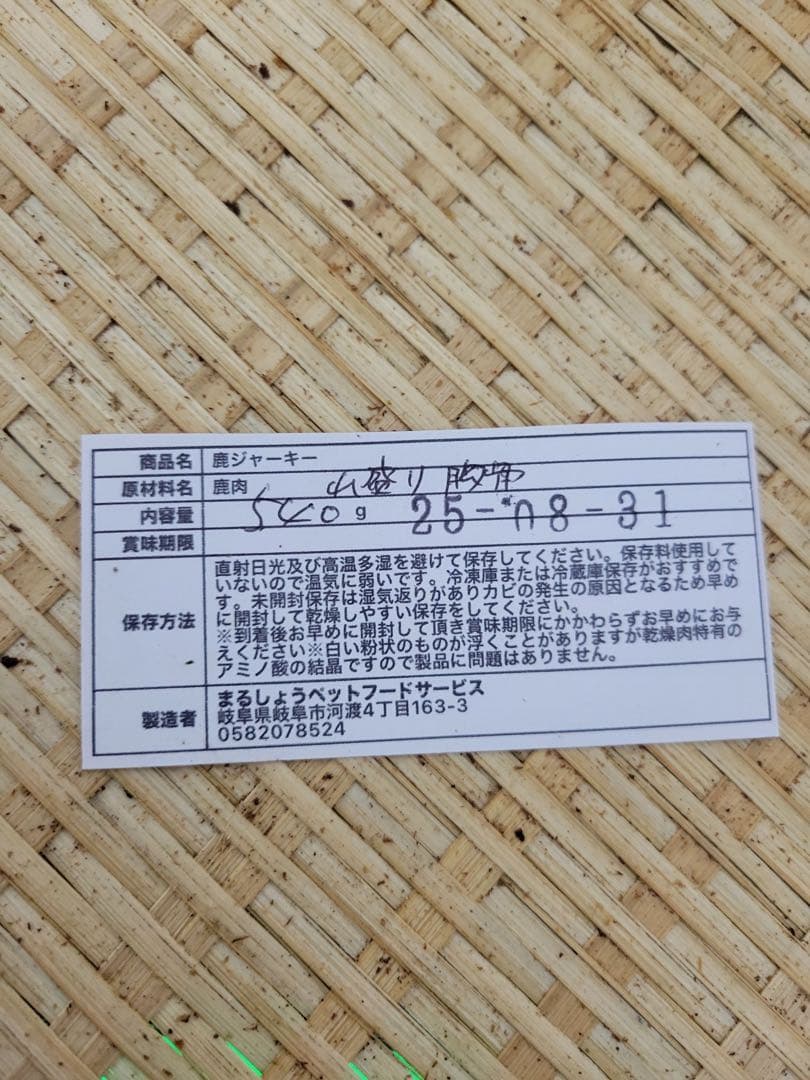 商品名 鹿ジャーキー
原材料名 鹿肉 山盛り
内容量 540g 25-08-31
賞味期限
保存方法 直射日光及び高温多湿を避けて保存してください。保存料使用して
いないので湿気に弱いです。冷凍庫または冷蔵庫保存がおすすめで
す。未開封保存は湿気返りがありカビの発生の原因となるため早め
に開封して乾燥しやすい保存をしてください。
※到着後お早めに開封して頂き賞味期限にかかわらずお早めにお与
えください※白い粉状のものが浮くことがありますが乾燥肉特有の
アミノ酸の結晶ですので製品に問題はありません。
製造者 まるしょうペットフードサービス
岐阜県岐阜市河渡4丁目163-3
0582078524